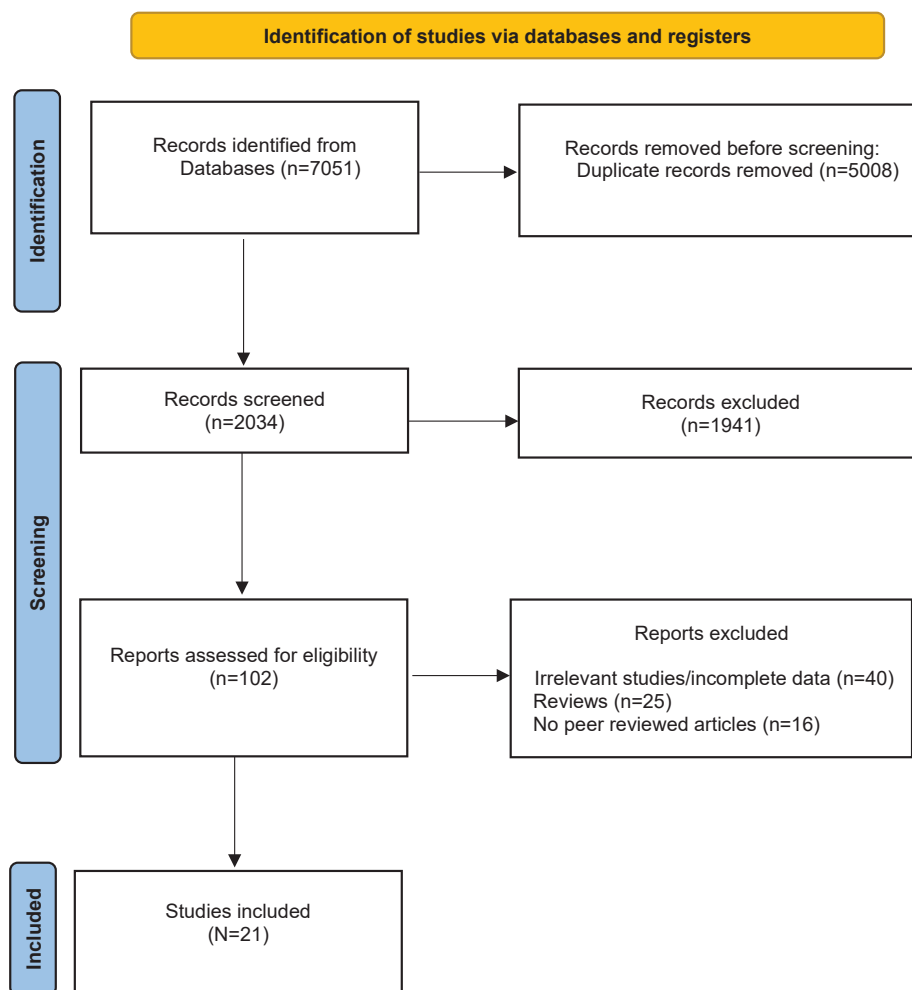 Identification of studies via databases and registers
Identification
Records identified from
Databases (n=7051)
Records removed before screening:
Duplicate records removed (n=5008)
Screening
Records screened
(n=2034)
Records excluded
(n=1941)
Reports assessed for eligibility
(n=102)
Reports excluded
Irrelevant studies/incomplete data (n=40)
Reviews (n=25)
No peer reviewed articles (n=16)
Included
Studies included
(N=21)